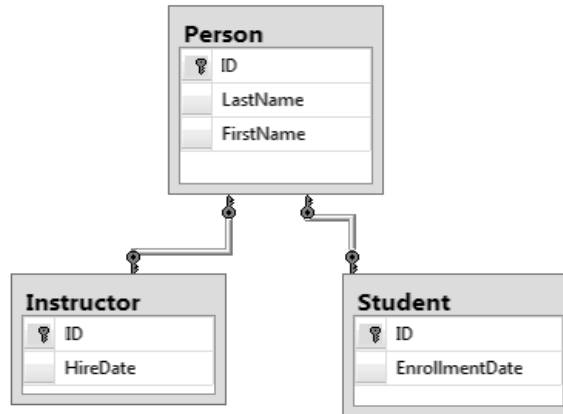 Person
ID
LastName
FirstName
Instructor
ID
HireDate
Student
ID
EnrollmentDate